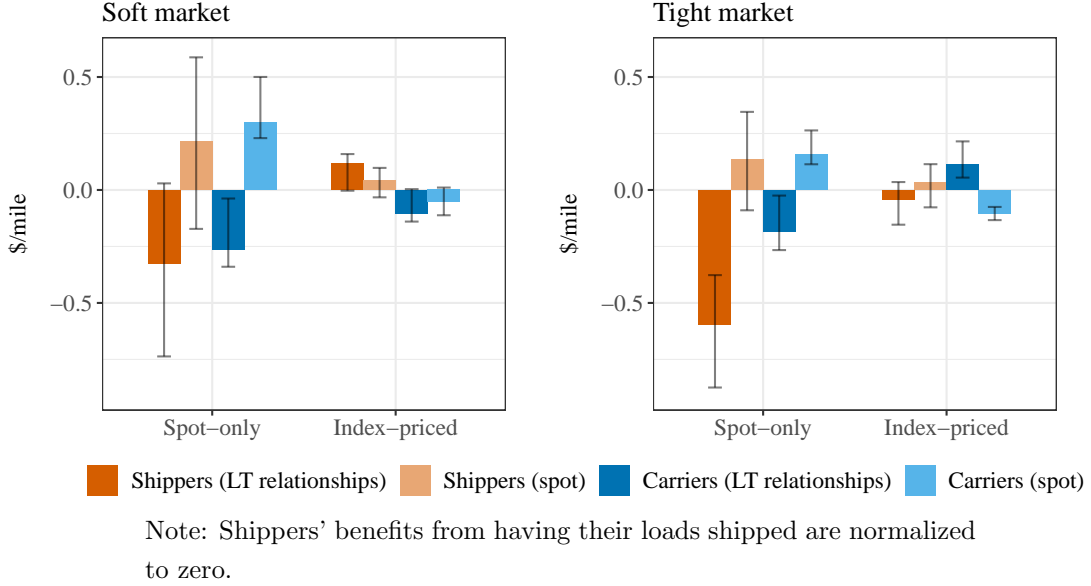 Soft market
Tight market
$/mile
0.5
0.0
−0.5
Spot−only
Index−priced
$/mile
0.5
0.0
−0.5
Spot−only
Index−priced
Shippers (LT relationships)
Shippers (spot)
Carriers (LT relationships)
Carriers (spot)
Note: Shippers' benefits from having their loads shipped are normalized
to zero.